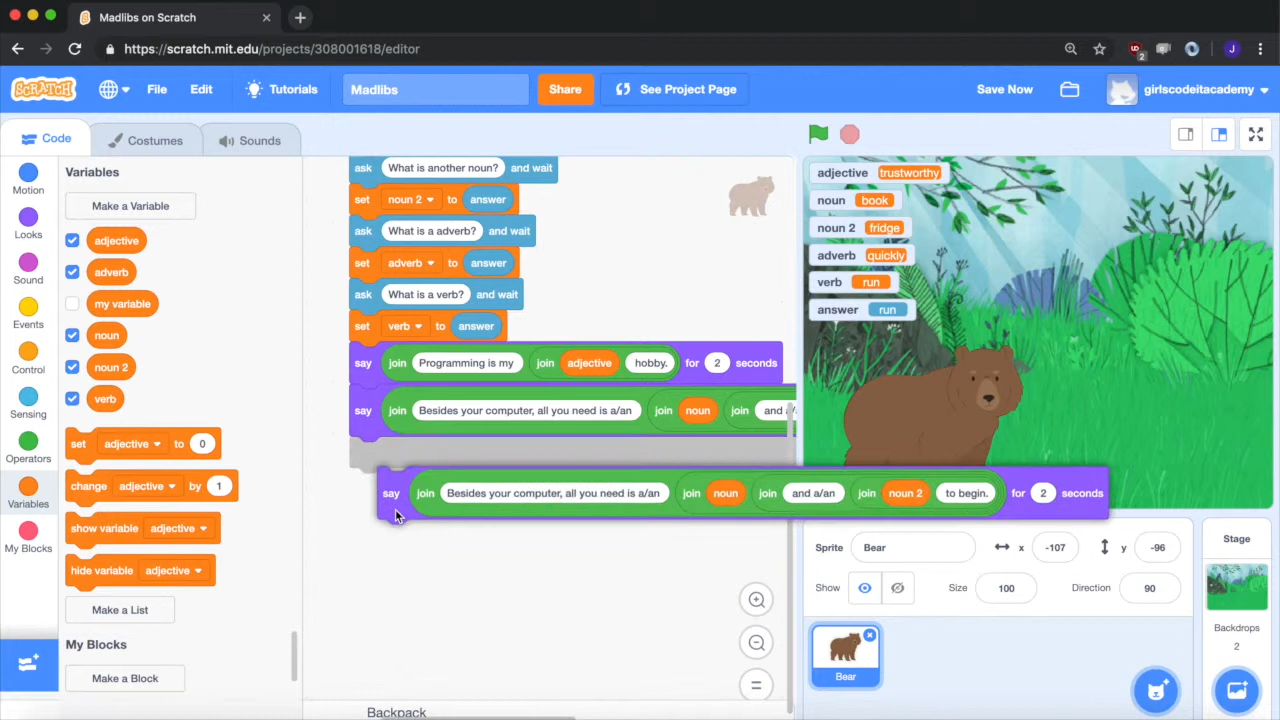 Madlibs on Scratch
https://scratch.mit.edu/projects/308001618/editor
2
J
SCRATCH
File
Edit
Tutorials
Madlibs
Share
See Project Page
Save Now
girlscodeitacademy
Code
Costumes
Sounds
Motion
Looks
Sound
Events
Control
Sensing
Operators
Variables
My Blocks
Variables
Make a Variable
adjective
adverb
my variable
noun
noun 2
verb
set adjective to 0
change adjective by 1
show variable adjective
hide variable adjective
Make a List
My Blocks
Make a Block
ask What is another noun? and wait
set noun 2 to answer
ask What is a adverb? and wait
set adverb to answer
ask What is a verb? and wait
set verb to answer
say join Programming is my join adjective hobby. for 2 seconds
say join Besides your computer, all you need is a/an join noun join and a/
say join Besides your computer, all you need is a/an join noun join and a/an join noun 2 to begin. for 2 seconds
Backpack
adjective trustworthy
noun book
noun 2 fridge
adverb quickly
verb run
answer run
Sprite Bear x -107 y -96
Show Size 100 Direction 90
Bear
Stage
Backdrops
2